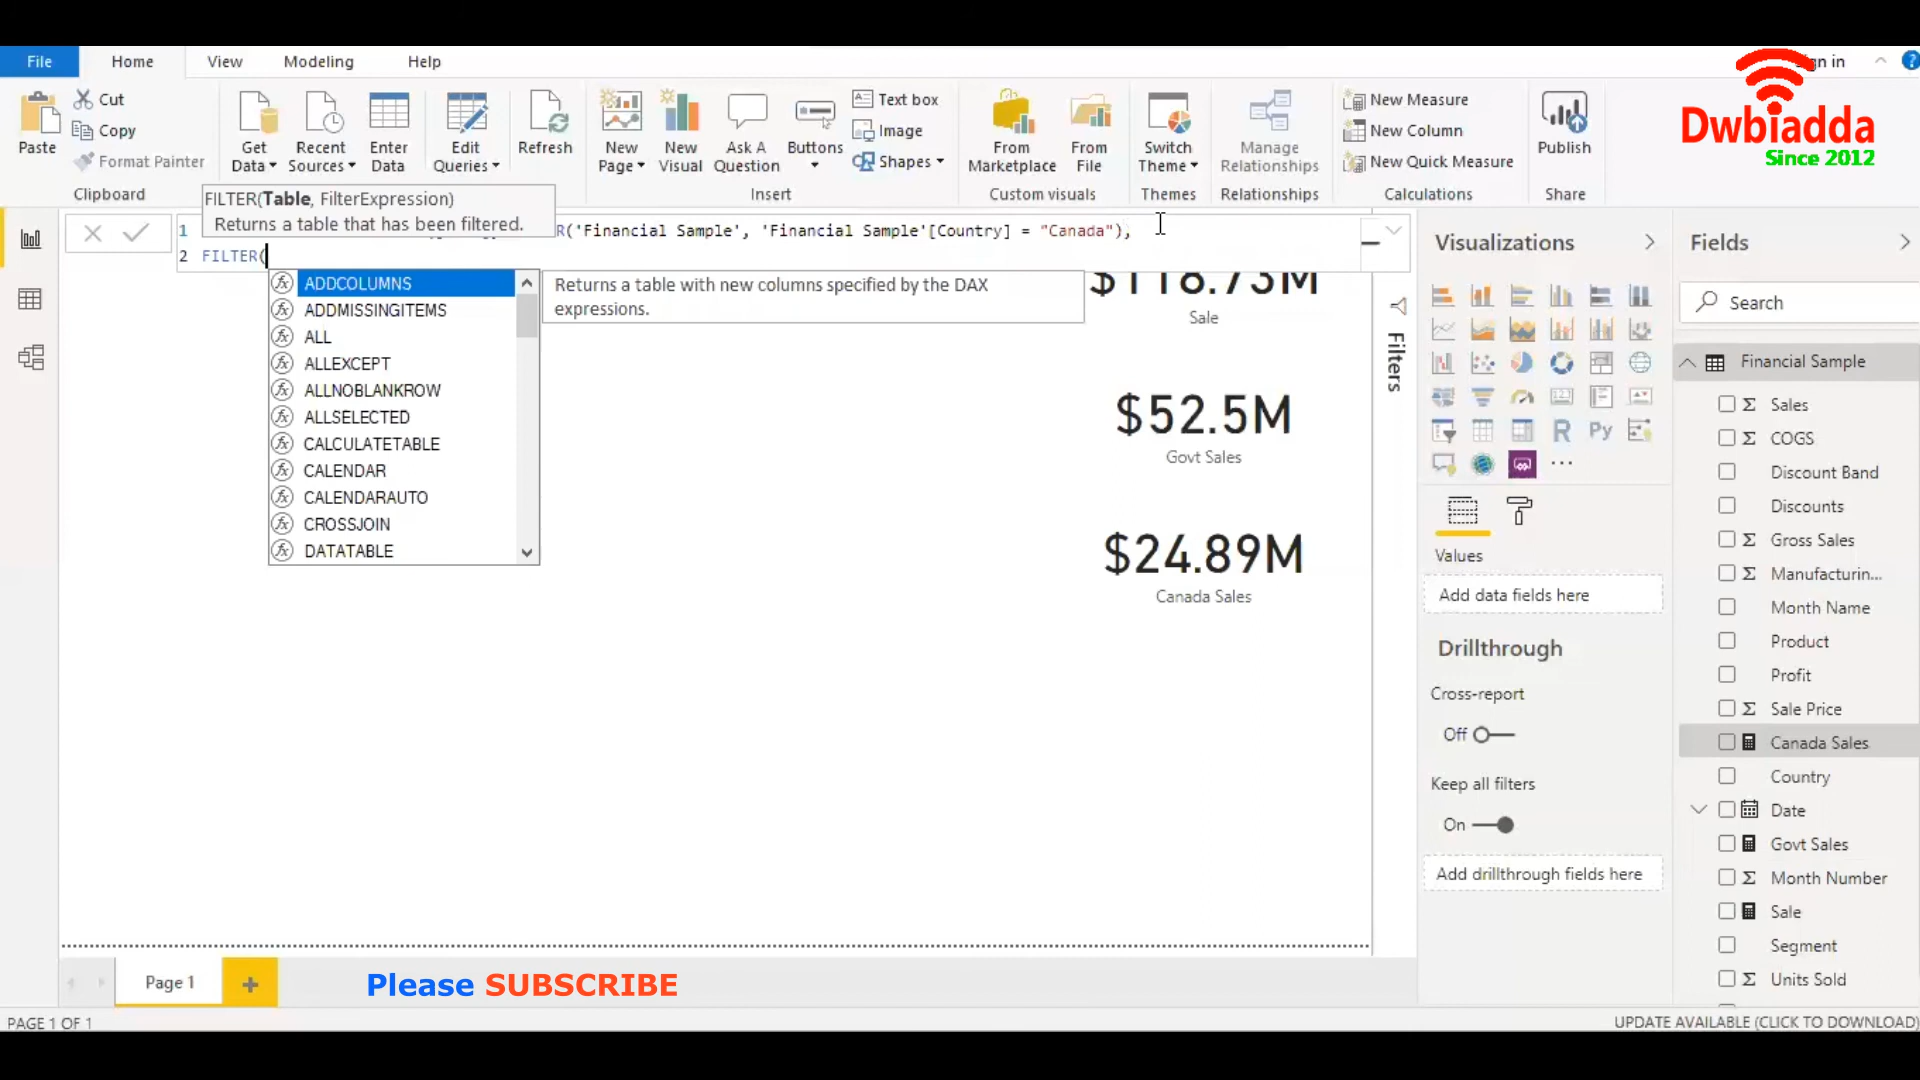 File Home View Modeling Help
Sign in
Dwbiadda
Since 2012
Paste
Cut
Copy
Format Painter
Clipboard
Get Data
Recent Sources
Enter Data
Edit Queries
Refresh
New Page
New Visual
Ask A Question
Buttons
Text box
Image
Shapes
Insert
From Marketplace
From File
Custom visuals
Switch Theme
Themes
Manage Relationships
Relationships
New Measure
New Column
New Quick Measure
Calculations
Publish
Share
FILTER(Table, FilterExpression)
Returns a table that has been filtered.
1 R('Financial Sample', 'Financial Sample'[Country] = "Canada"),
2 FILTER(
ADDCOLUMNS
ADDMISSINGITEMS
ALL
ALLEXCEPT
ALLNOBLANKROW
ALLSELECTED
CALCULATETABLE
CALENDAR
CALENDARAUTO
CROSSJOIN
DATATABLE
Returns a table with new columns specified by the DAX
expressions.
$118.73M
Sale
$52.5M
Govt Sales
$24.89M
Canada Sales
Filters
Visualizations
R Py
Values
Add data fields here
Drillthrough
Cross-report
Off
Keep all filters
On
Add drillthrough fields here
Fields
Search
Financial Sample
Sales
COGS
Discount Band
Discounts
Gross Sales
Manufacturin...
Month Name
Product
Profit
Sale Price
Canada Sales
Country
Date
Govt Sales
Month Number
Sale
Segment
Units Sold
Page 1
Please SUBSCRIBE
PAGE 1 OF 1
UPDATE AVAILABLE (CLICK TO DOWNLOAD)